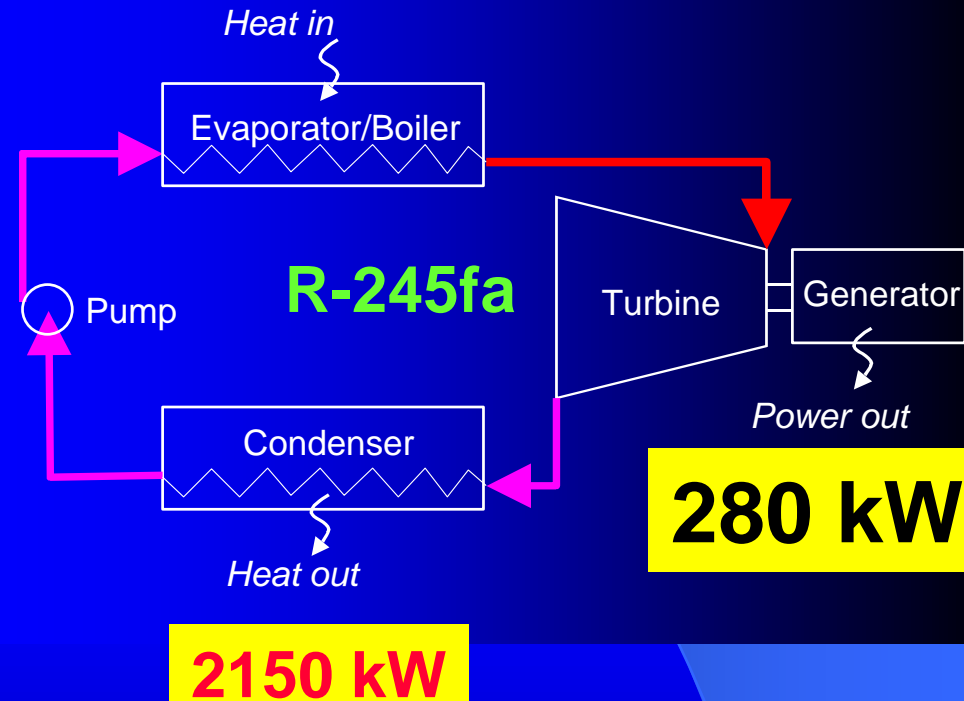 Heat in
Evaporator/Boiler
R-245fa
Pump
Turbine
Generator
Power out
Condenser
280 kW
Heat out
2150 kW